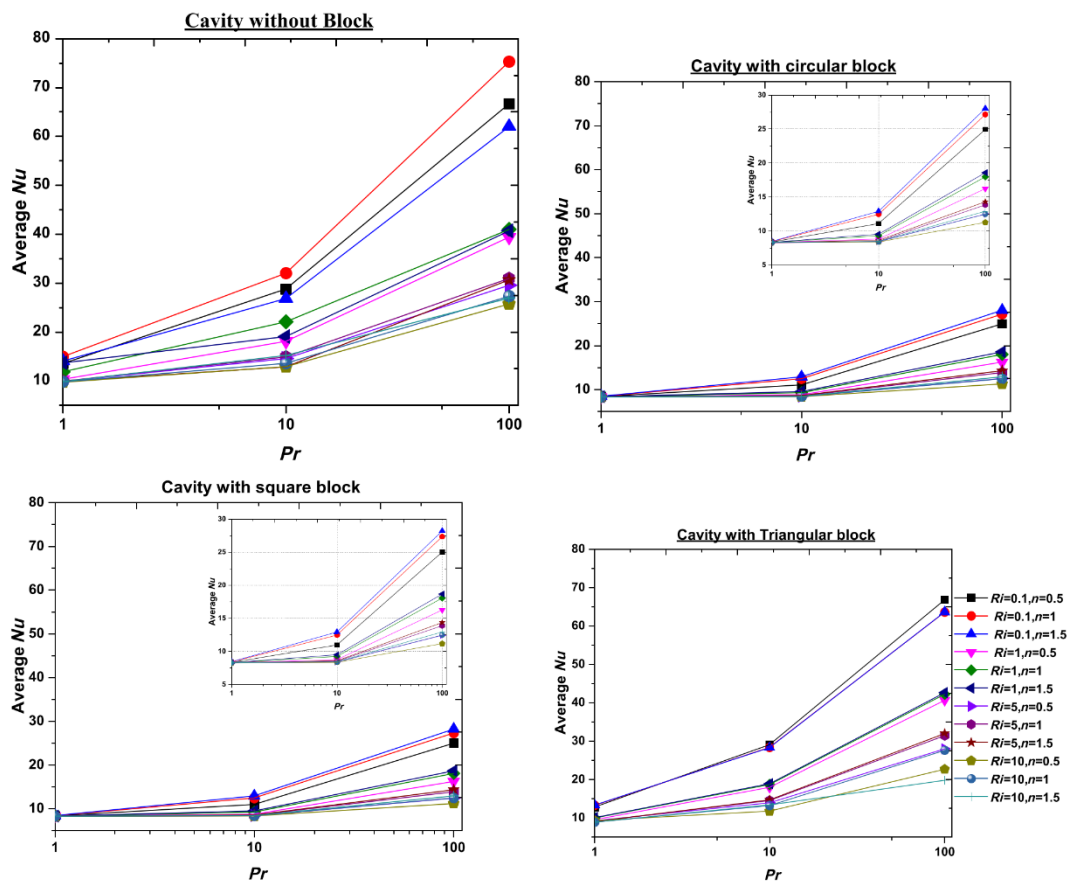 Cavity without Block
80
70
60
50
40
30
20
10
Average Nu
1
10
100
Pr
Cavity with circular block
80
70
60
50
40
30
20
10
Average Nu
1
10
100
Pr
30
25
20
15
10
5
Average Nu
1
10
100
Pr
Cavity with square block
80
70
60
50
40
30
20
10
Average Nu
1
10
100
Pr
30
25
20
15
10
5
Average Nu
1
10
100
Pr
Cavity with Triangular block
80
70
60
50
40
30
20
10
Average Nu
1
10
100
Pr
Ri=0.1,n=0.5
Ri=0.1,n=1
Ri=0.1,n=1.5
Ri=1,n=0.5
Ri=1,n=1
Ri=1,n=1.5
Ri=5,n=0.5
Ri=5,n=1
Ri=5,n=1.5
Ri=10,n=0.5
Ri=10,n=1
Ri=10,n=1.5